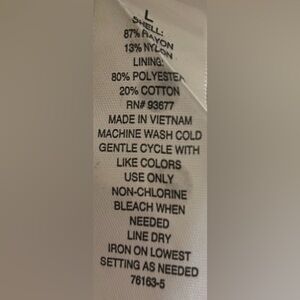 L
SHELL:
87% RAYON
13% NYLON
LINING:
80% POLYESTER
20% COTTON
RN# 93677
MADE IN VIETNAM
MACHINE WASH COLD
GENTLE CYCLE WITH
LIKE COLORS
USE ONLY
NON-CHLORINE
BLEACH WHEN
NEEDED
LINE DRY
IRON ON LOWEST
SETTING AS NEEDED
76163-5